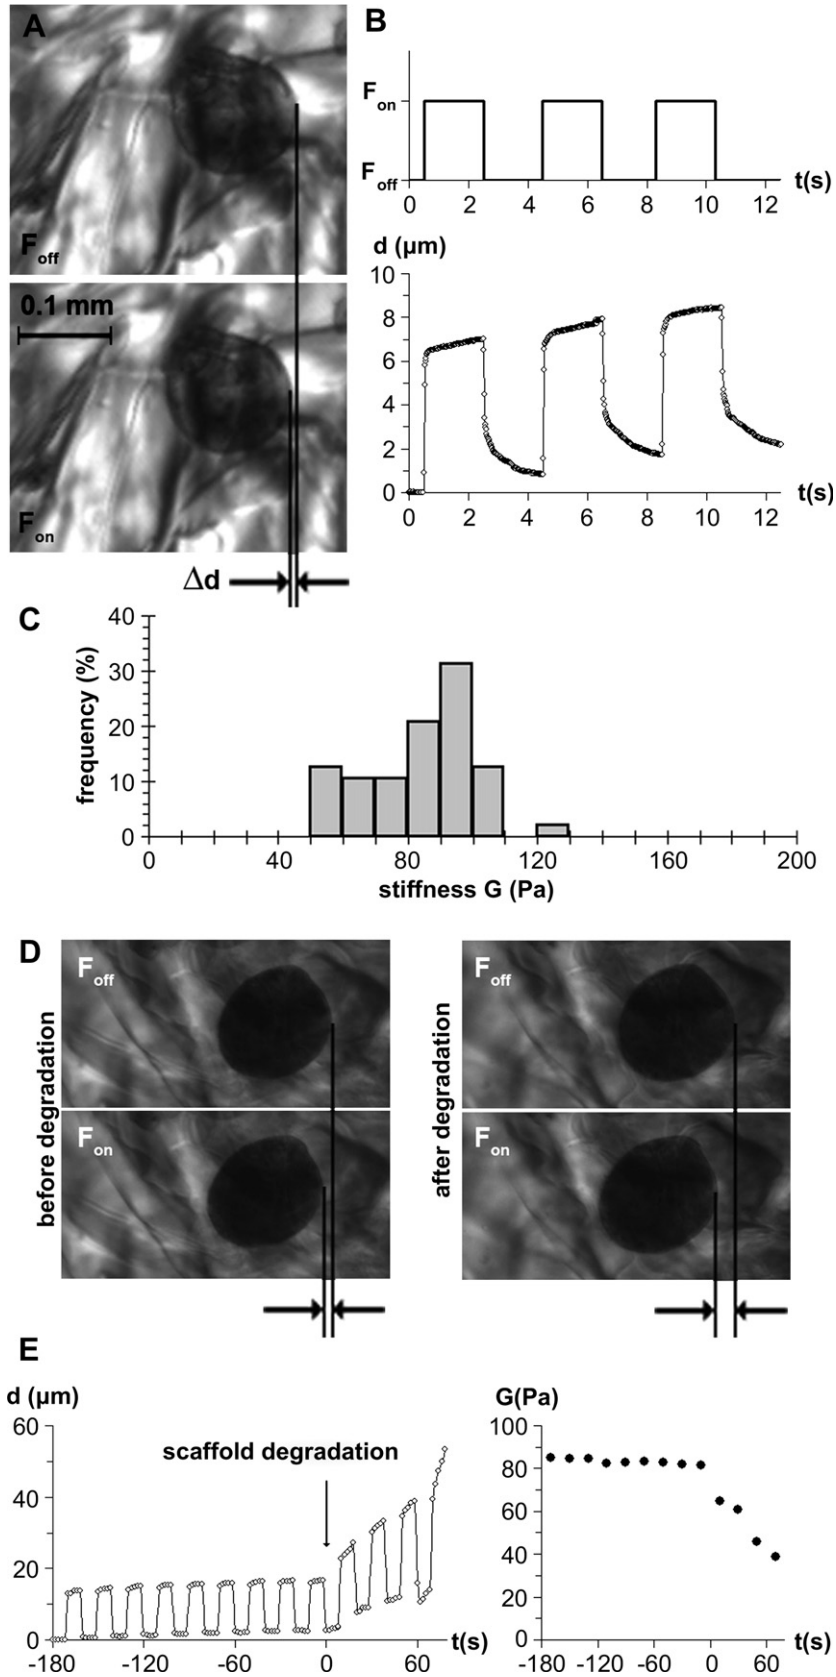 A
F off
0.1 mm
F on
Δd
B
F on
F off
t(s)
0 2 4 6 8 10 12
d (µm)
10
8
6
4
2
0
t(s)
0 2 4 6 8 10 12
C
frequency (%)
40
30
20
10
0
0 40 80 120 160 200
stiffness G (Pa)
D
before degradation
F off
F on
after degradation
F off
F on
E
d (µm)
60
40
20
0
scaffold degradation
t(s)
-180 -120 -60 0 60
G(Pa)
100
80
60
40
20
0
t(s)
-180 -120 -60 0 60